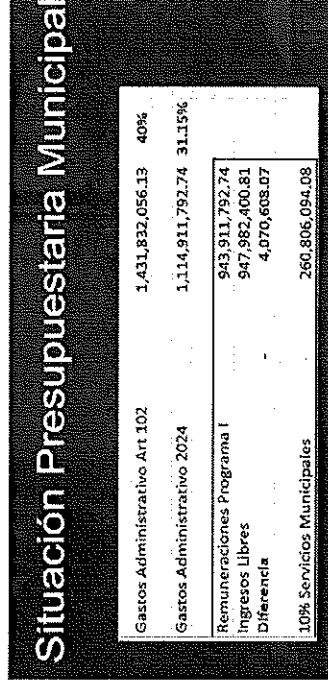 Situación Presupuestaria Municipal
Gastos Administrativo Art 102 1,431,832,056.13 40%
Gastos Administrativo 2024 1,114,911,792.74 31.15%
Remuneraciones Programa I 943,911,792.74
Ingresos Libres 947,982,400.81
Diferencia - 4,070,608.07
10% Servicios Municipales 260,806,094.08